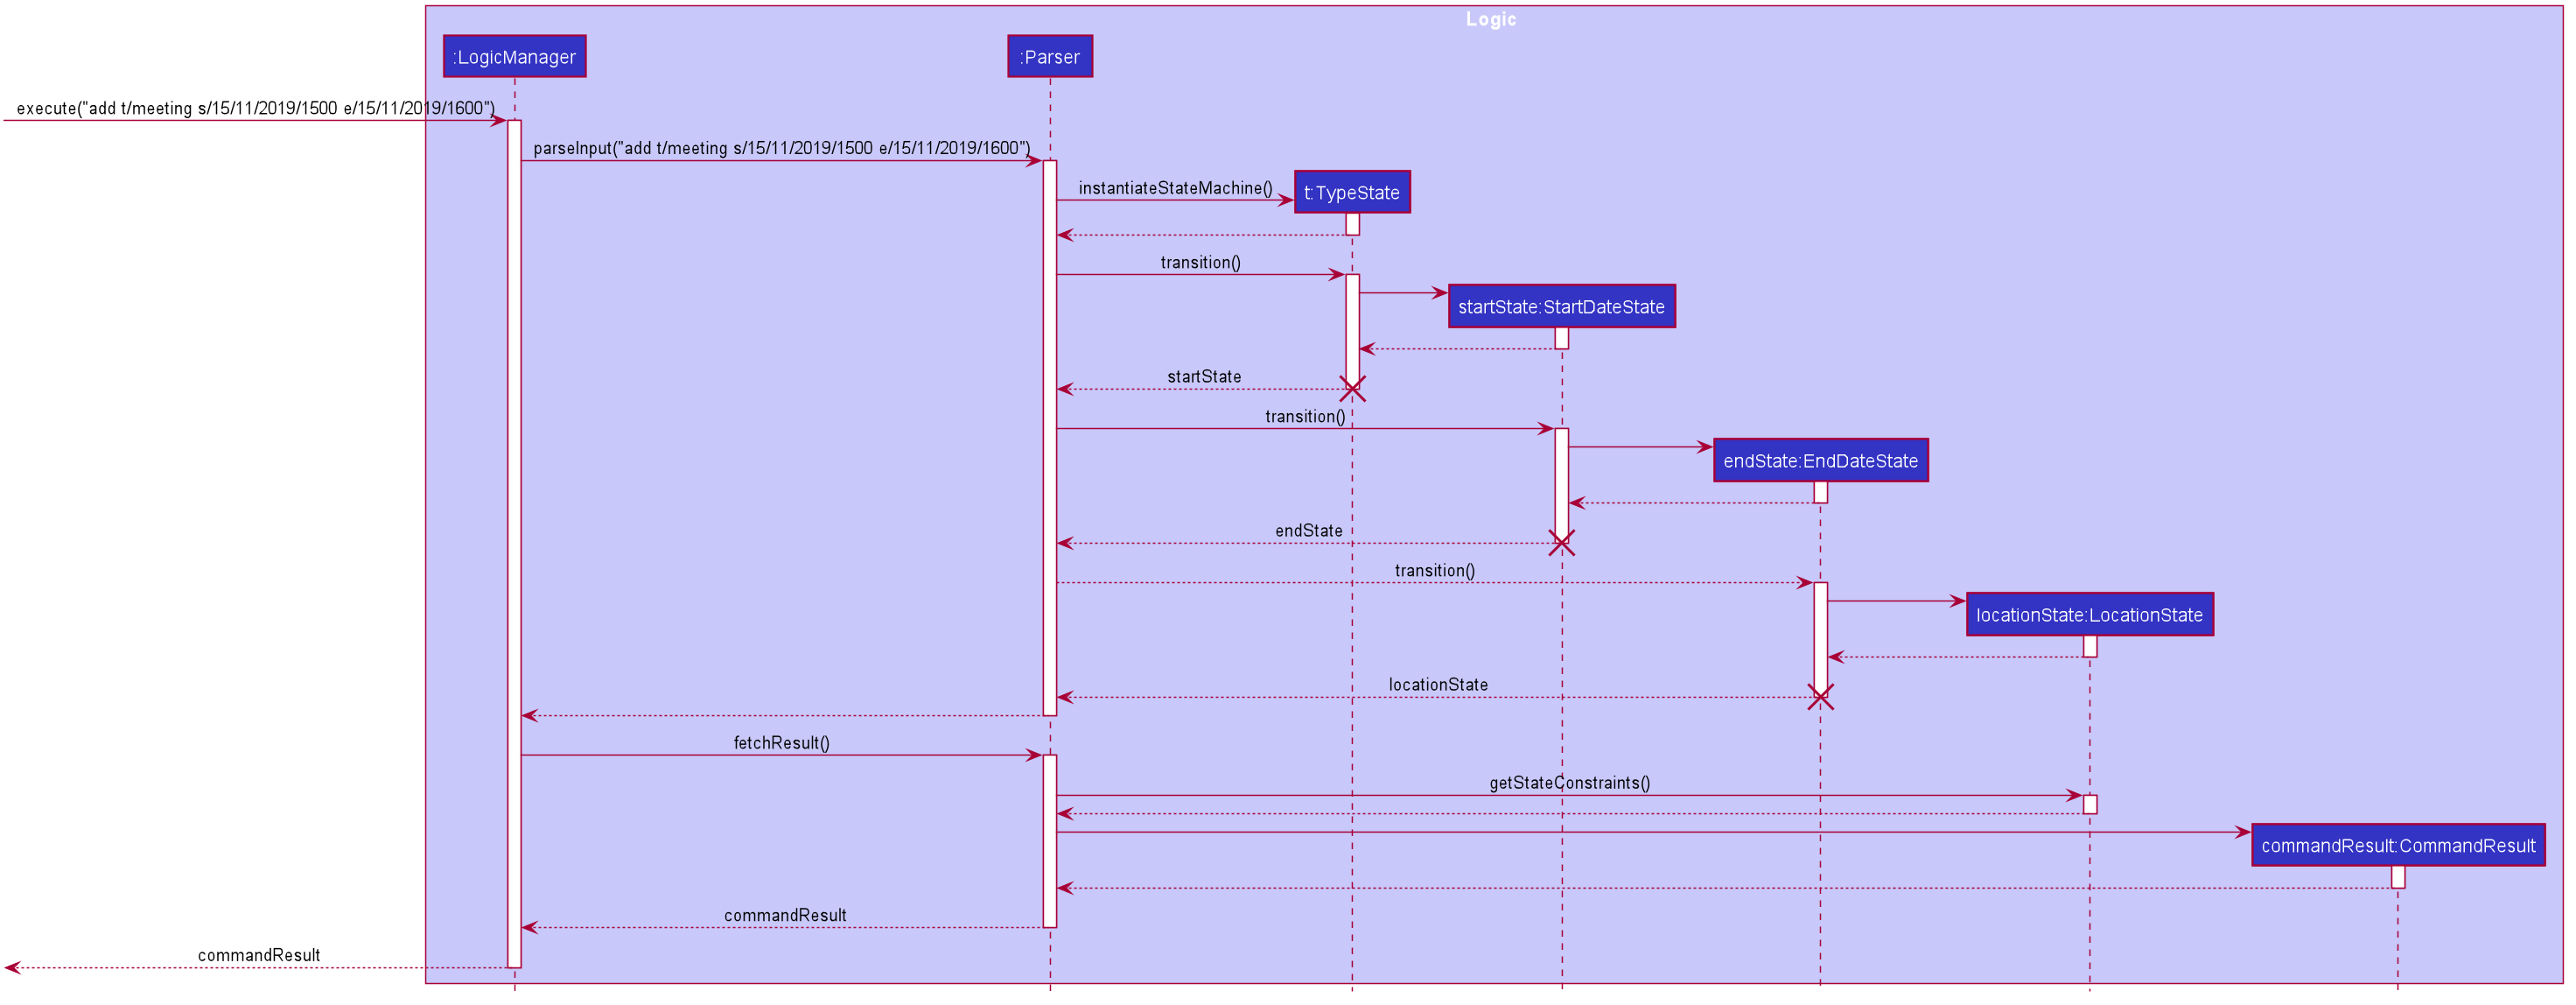 Logic
:LogicManager
:Parser
execute("add t/meeting s/15/11/2019/1500 e/15/11/2019/1600")
parseInput("add t/meeting s/15/11/2019/1500 e/15/11/2019/1600")
instantiateStateMachine()
t:TypeState
transition()
startState:StartDateState
startState
transition()
endState:EndDateState
endState
transition()
locationState:LocationState
locationState
fetchResult()
getStateConstraints()
commandResult:CommandResult
commandResult
commandResult